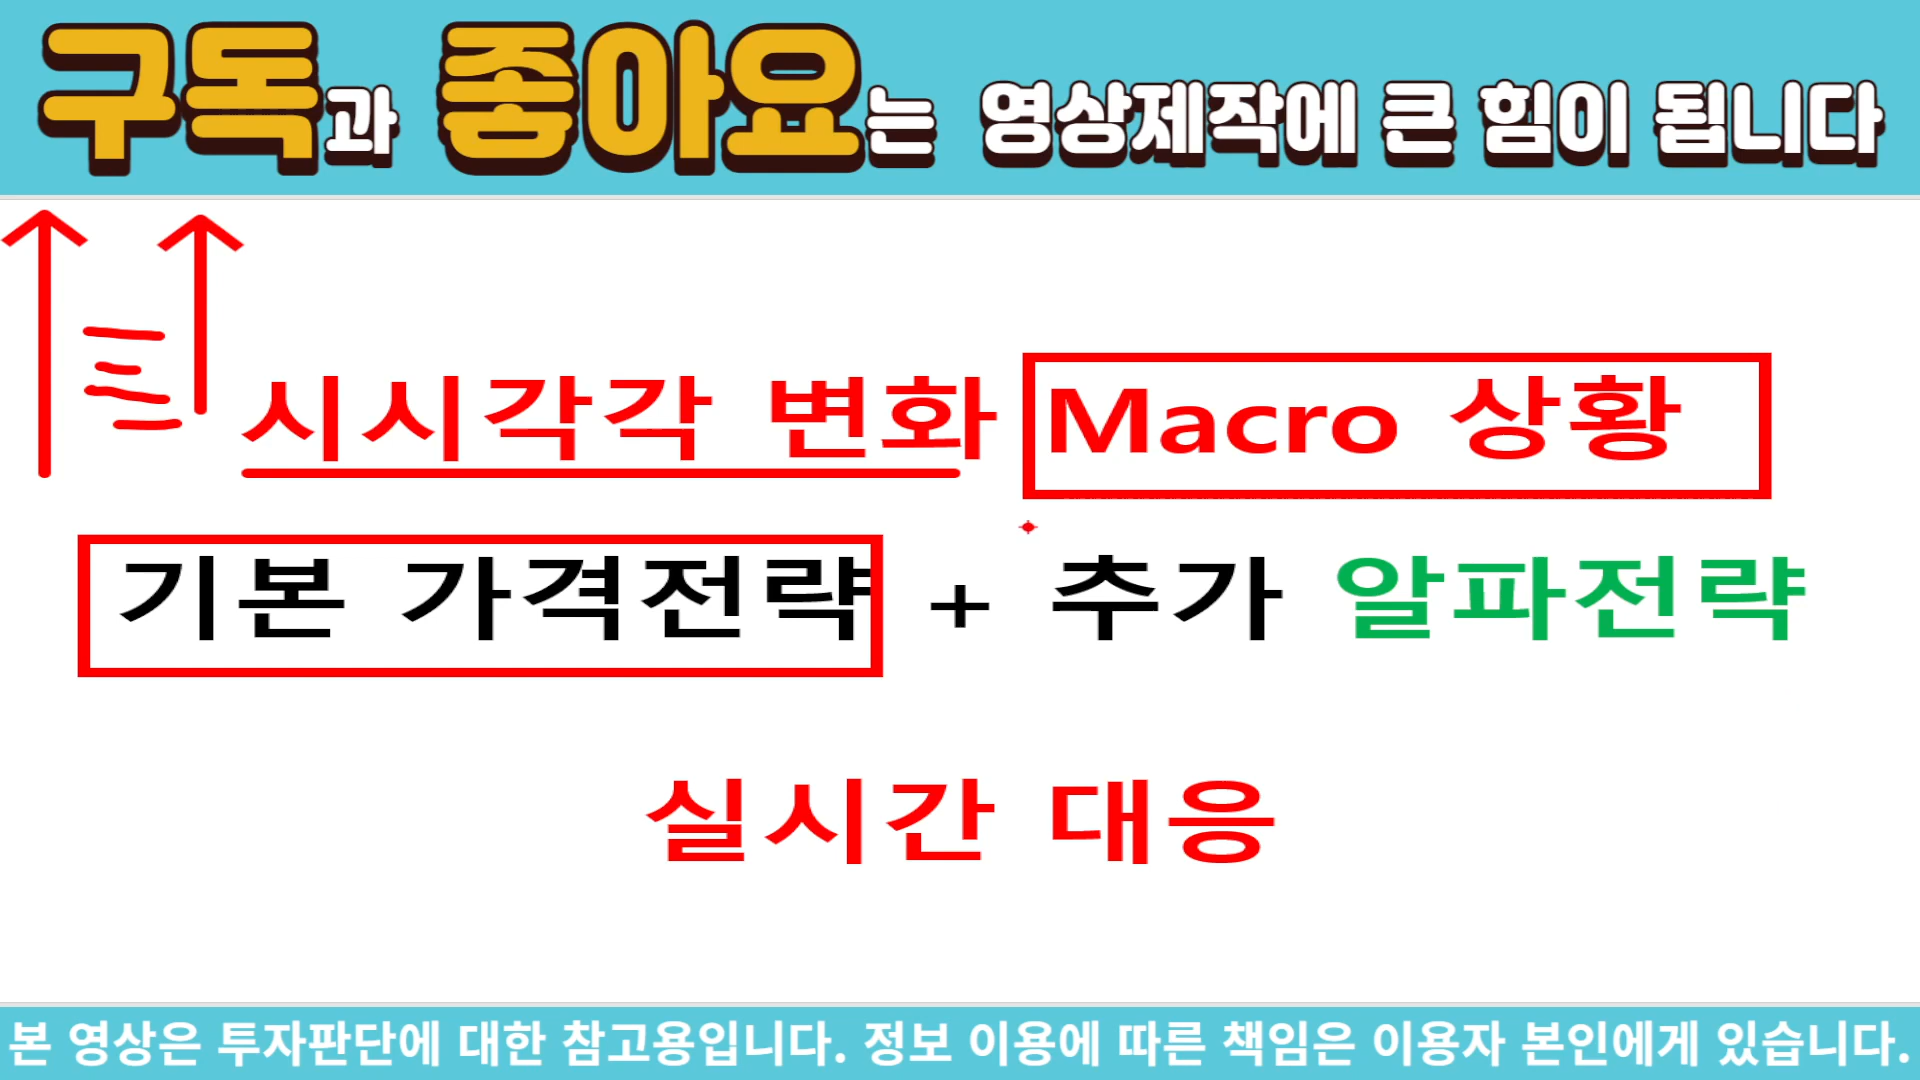 구독과 좋아요는 영상제작에 큰 힘이 됩니다
시시각각 변화 Macro 상황
기본 가격전략 + 추가 알파전략
실시간 대응
본 영상은 투자판단에 대한 참고용입니다. 정보 이용에 따른 책임은 이용자 본인에게 있습니다.